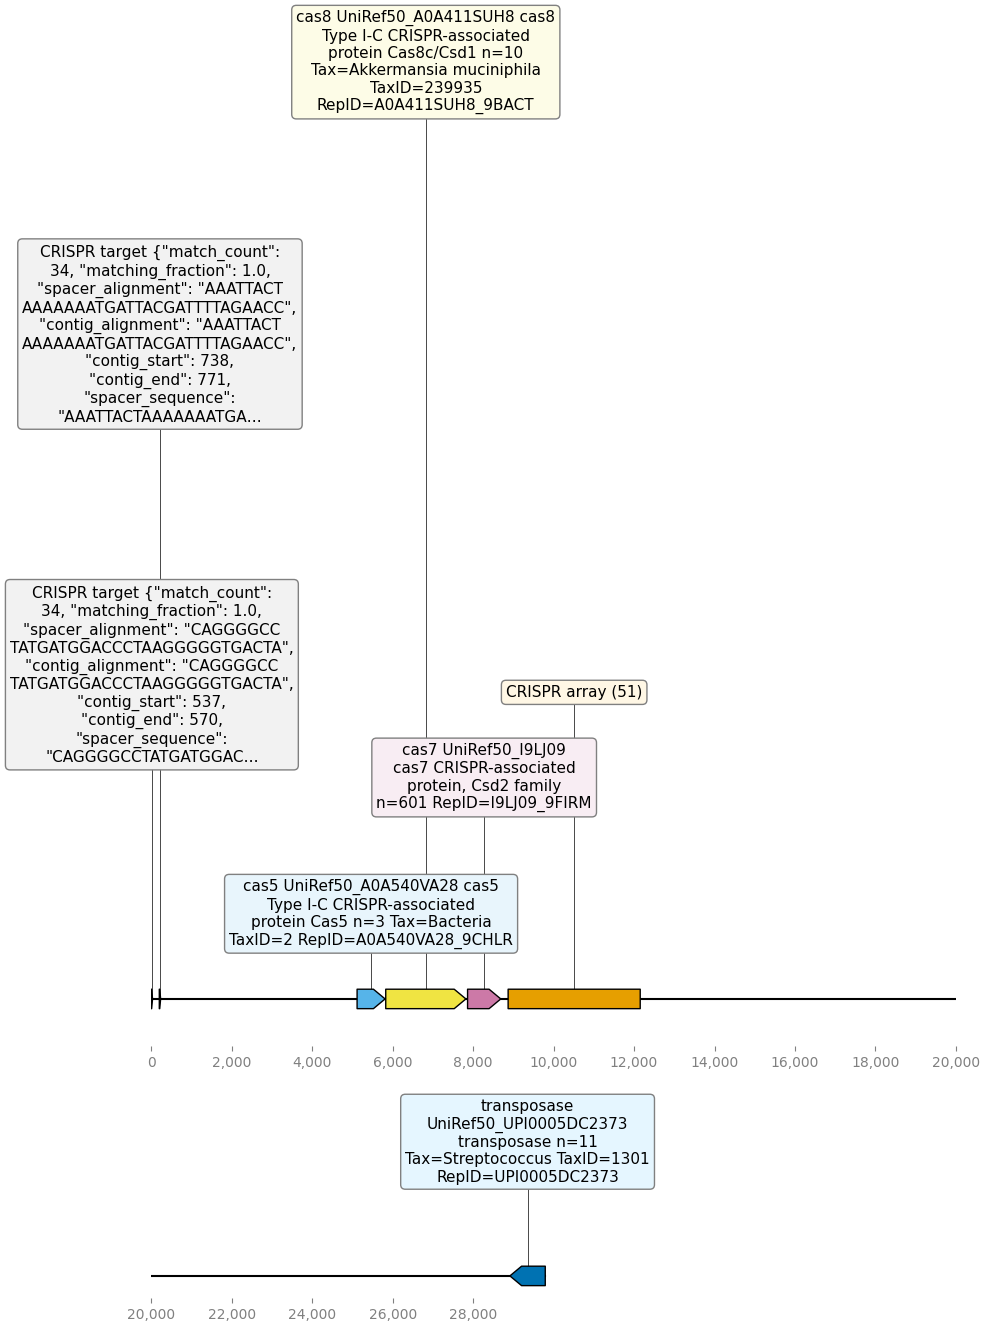 cas8 UniRef50_A0A411SUH8 cas8
Type I-C CRISPR-associated
protein Cas8c/Csd1 n=10
Tax=Akkermansia muciniphila
TaxID=239935
RepID=A0A411SUH8_9BACT
CRISPR target {"match_count":
34, "matching_fraction": 1.0,
"spacer_alignment": "AAATTACT
AAAAAAATGATTACGATTTTAGAACC",
"contig_alignment": "AAATTACT
AAAAAAATGATTACGATTTTAGAACC",
"contig_start": 738,
"contig_end": 771,
"spacer_sequence":
"AAATTACTAAAAAAATGA...
CRISPR target {"match_count":
34, "matching_fraction": 1.0,
"spacer_alignment": "CAGGGGCC
TATGATGGACCCTAAGGGGGTGACTA",
"contig_alignment": "CAGGGGCC
TATGATGGACCCTAAGGGGGTGACTA",
"contig_start": 537,
"contig_end": 570,
"spacer_sequence":
"CAGGGGCCTATGATGGAC...
CRISPR array (51)
cas7 UniRef50_I9LJ09
cas7 CRISPR-associated
protein, Csd2 family
n=601 RepID=I9LJ09_9FIRM
cas5 UniRef50_A0A540VA28 cas5
Type I-C CRISPR-associated
protein Cas5 n=3 Tax=Bacteria
TaxID=2 RepID=A0A540VA28_9CHLR
0 2,000 4,000 6,000 8,000 10,000 12,000 14,000 16,000 18,000 20,000
transposase
UniRef50_UPI0005DC2373
transposase n=11
Tax=Streptococcus TaxID=1301
RepID=UPI0005DC2373
20,000 22,000 24,000 26,000 28,000